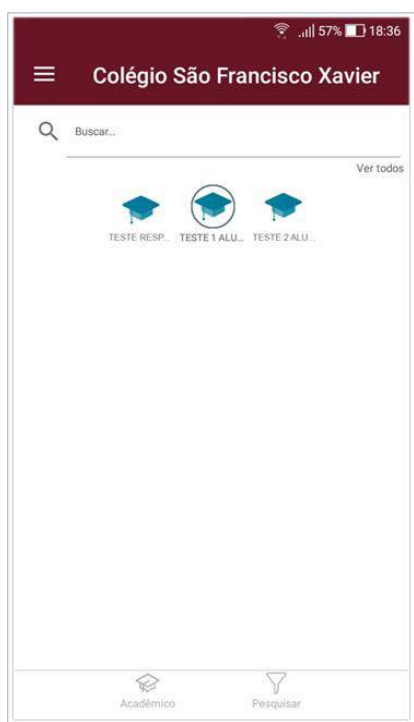 57% 18:36
Colégio São Francisco Xavier
Buscar...
Ver todos
TESTE RESP... TESTE 1 ALU... TESTE 2 ALU...
Acadêmico Pesquisar